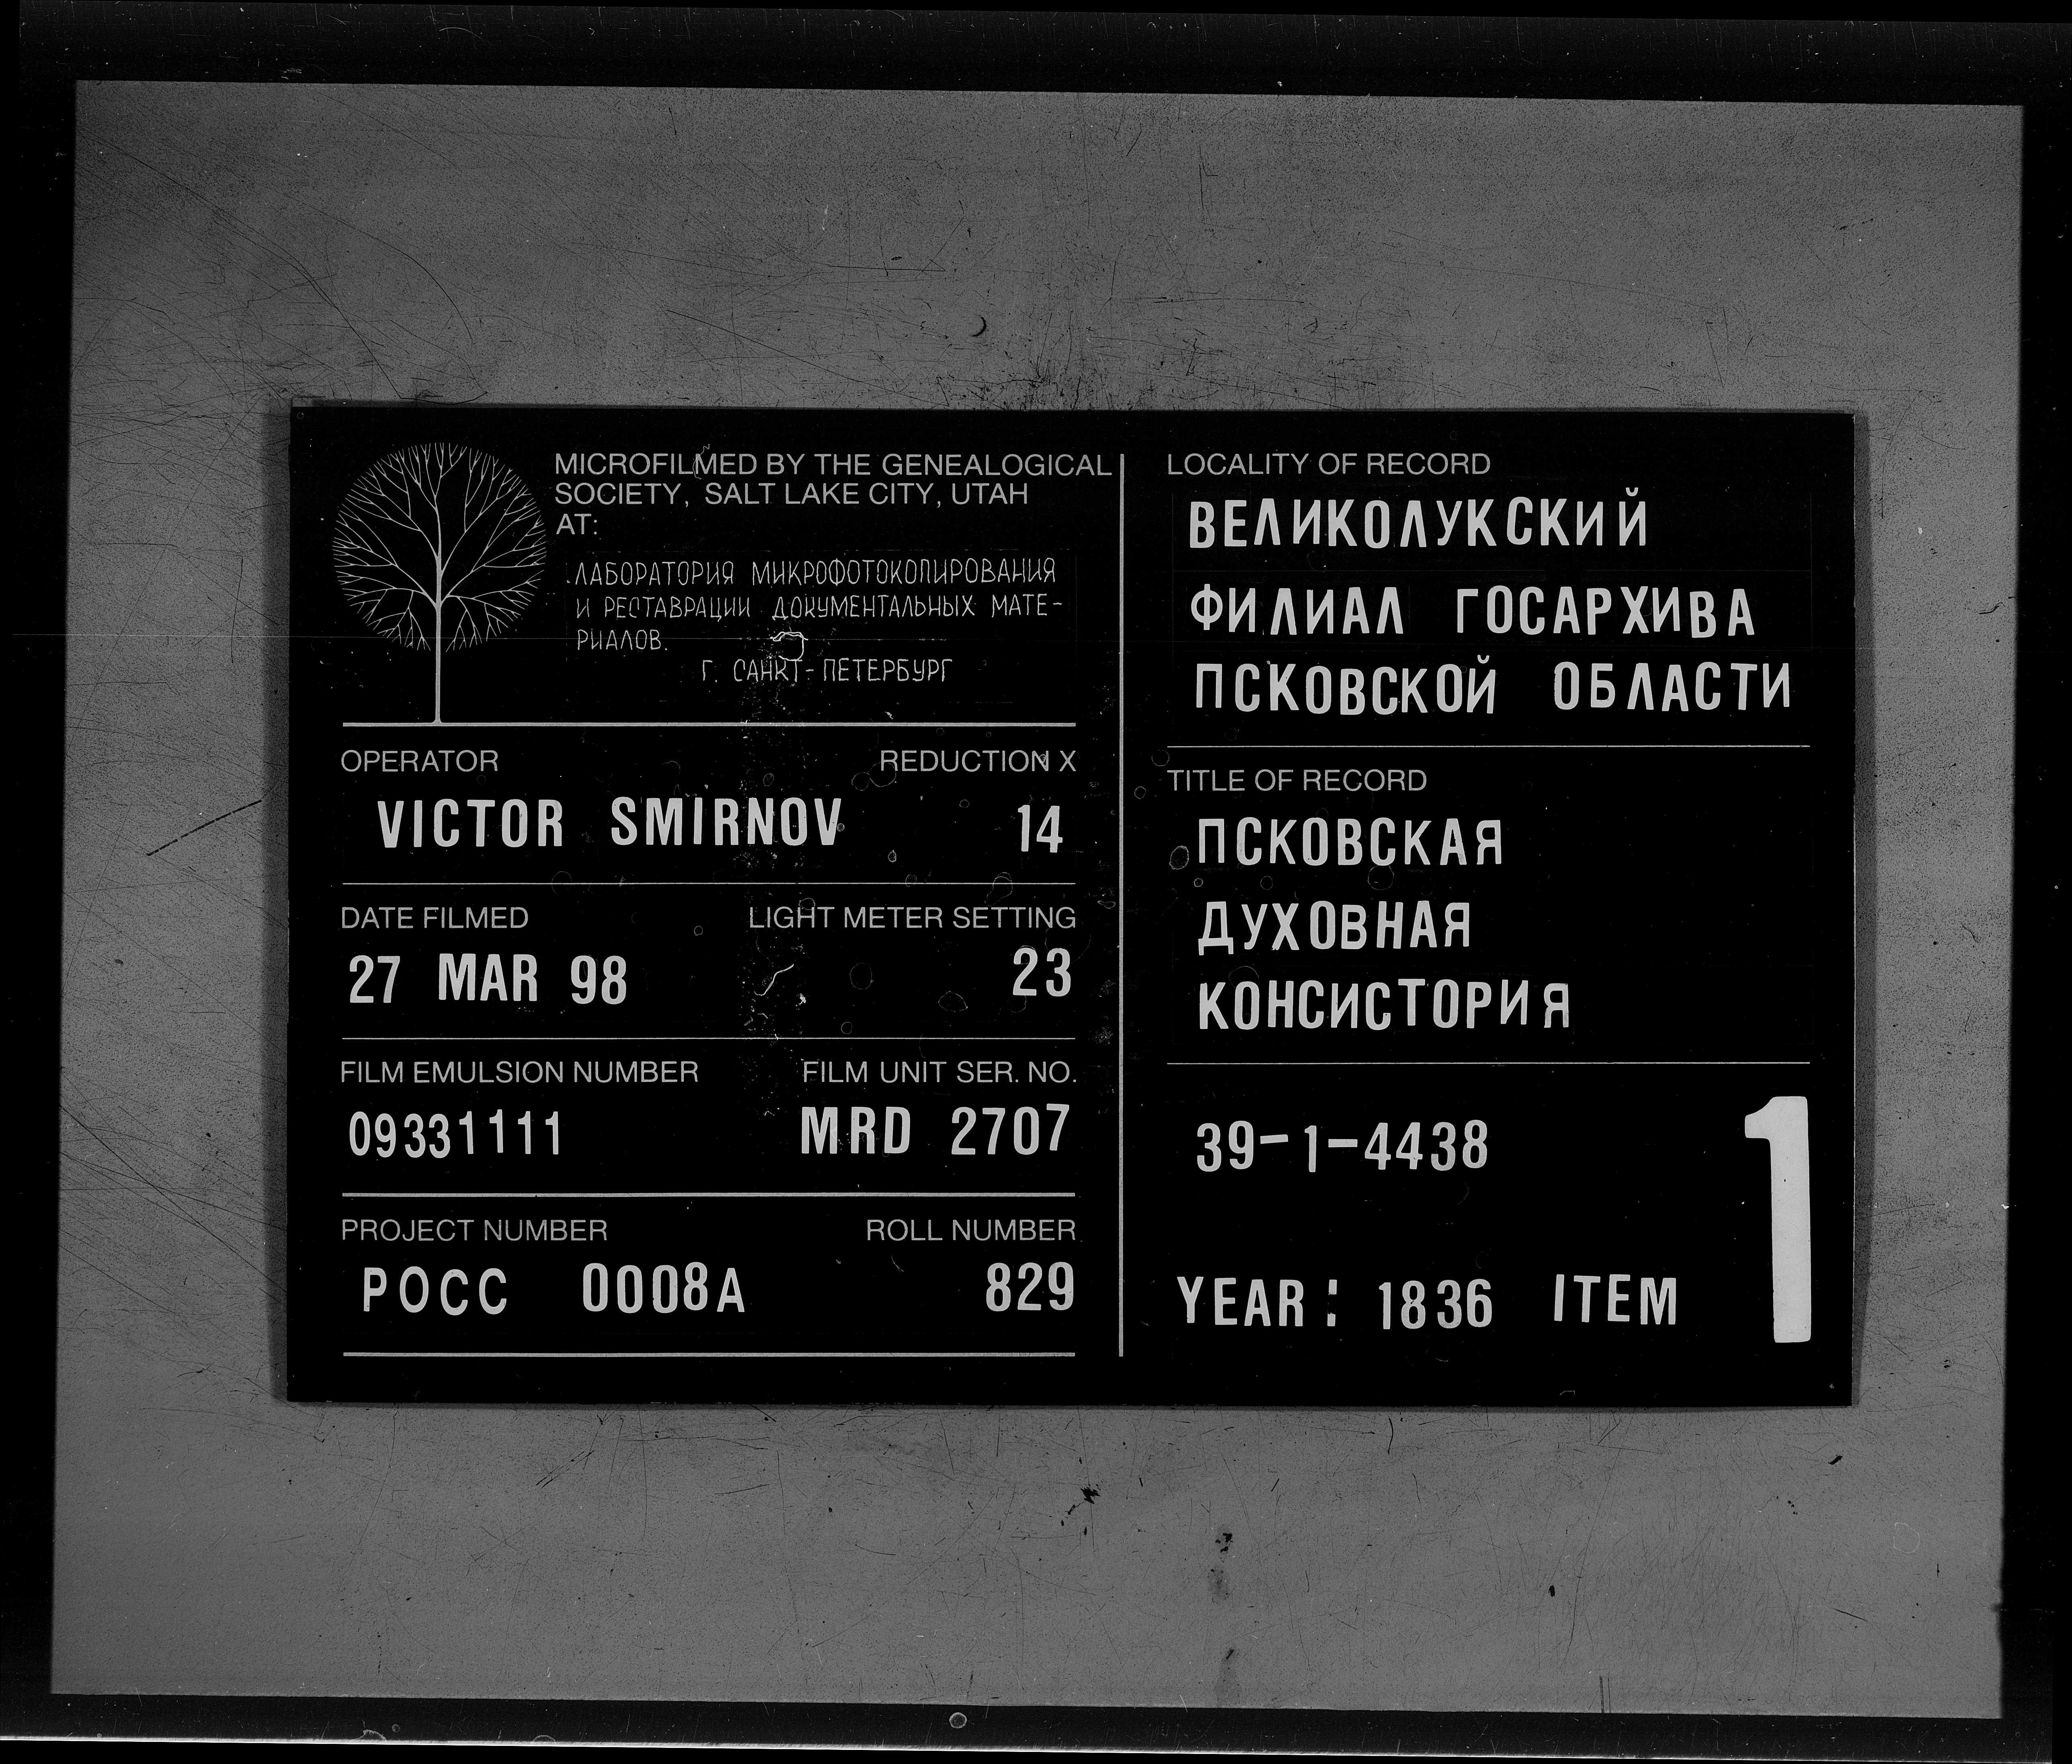 MICROFILMED BY THE GENEALOGICAL
SOCIETY, SALT LAKE CITY, UTAH
AT:
ЛАБОРАТОРИЯ МИКРОФОТОКОПИРОВАНИЯ
И РЕСТАВРАЦИИ ДОКУМЕНТАЛЬНЫХ МАТЕ-
РИАЛОВ.
Г. САНКТ-ПЕТЕРБУРГ
OPERATOR REDUCTION X
VICTOR SMIRNOV 14
DATE FILMED LIGHT METER SETTING
27 MAR 98 23
FILM EMULSION NUMBER FILM UNIT SER. NO.
09331111 MRD 2707
PROJECT NUMBER ROLL NUMBER
РОСС 0008A 829
LOCALITY OF RECORD
ВЕЛИКОЛУКСКИЙ
ФИЛИАЛ ГОСАРХИВА
ПСКОВСКОЙ ОБЛАСТИ
TITLE OF RECORD
ПСКОВСКАЯ
ДУХОВНАЯ
КОНСИСТОРИЯ
39-1-4438
YEAR: 1836 ITEM 1